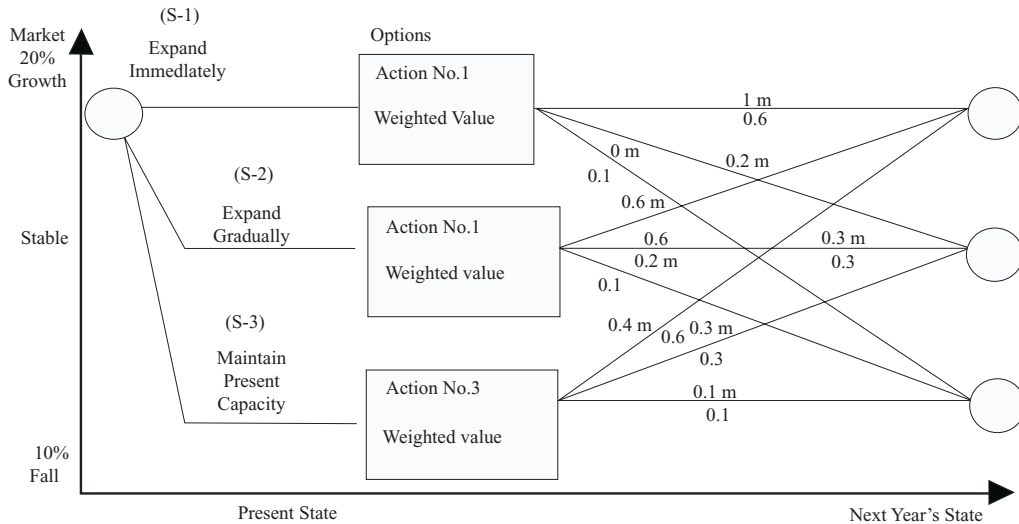 (S-1)
Market
20%
Growth
Expand
Immedlately
Options
Action No.1
Weighted Value
1 m
0.6
0 m
0.1
0.2 m
(S-2)
Stable
Expand
Gradually
Action No.1
Weighted value
0.6 m
0.6
0.2 m
0.1
0.3 m
0.3
(S-3)
Maintain
Present
Capacity
Action No.3
Weighted value
0.4 m
0.6
0.3 m
0.3
0.1 m
0.1
10%
Fall
Present State
Next Year's State